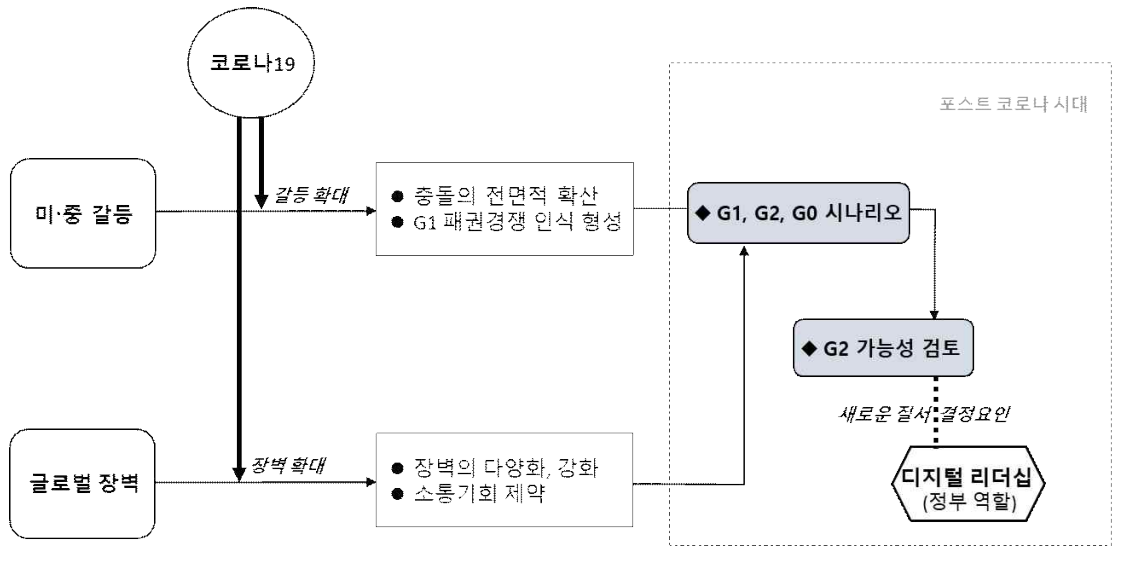 코로나19
포스트 코로나 시대
미·중 갈등
갈등 확대
● 충돌의 전면적 확산
● G1 패권경쟁 인식 형성
◆ G1, G2, G0 시나리오
◆ G2 가능성 검토
새로운 질서 결정요인
글로벌 장벽
장벽 확대
● 장벽의 다양화, 강화
● 소통기회 제약
디지털 리더십
(정부 역할)